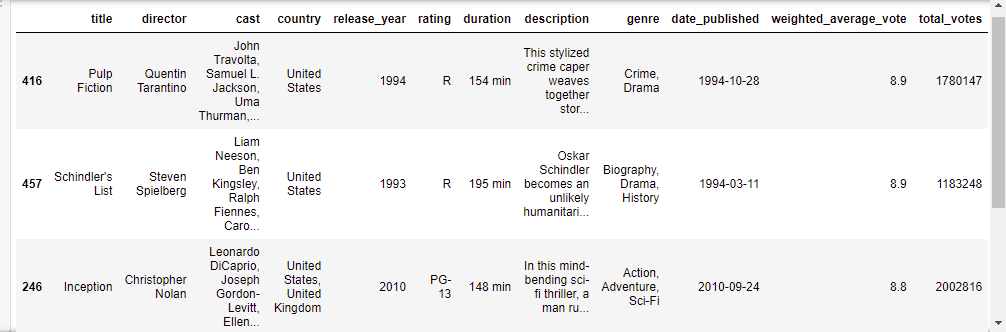 title director cast country release_year rating duration description genre date_published weighted_average_vote total_votes
John
Travolta, This stylized
Samuel L. crime caper
416 Pulp Fiction Quentin Tarantino Jackson, United States 1994 R 154 min weaves Crime, Drama 1994-10-28 8.9 1780147
Uma together
Thurman,... stor...
Liam
Neeson, Oskar
Ben Schindler
457 Schindler's List Steven Spielberg Kingsley, United States 1993 R 195 min becomes an Biography, Drama, History 1994-03-11 8.9 1183248
Ralph unlikely
Fiennes, humanitari...
Caro...
Leonardo
DiCaprio, United In this mind-
Joseph States, bending sci-
246 Inception Christopher Nolan Gordon- United 2010 PG-13 148 min fi thriller, a Action, Adventure, Sci-Fi 2010-09-24 8.8 2002816
Levitt, Kingdom man ru...
Ellen...